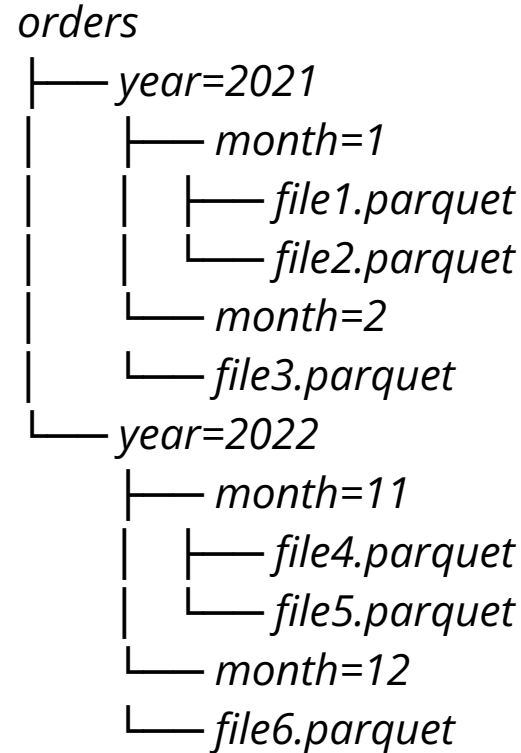 orders
├── year=2021
│   ├── month=1
│   │   ├── file1.parquet
│   │   └── file2.parquet
│   └── month=2
│   └── file3.parquet
└── year=2022
    ├── month=11
    │   ├── file4.parquet
    │   └── file5.parquet
    └── month=12
    └── file6.parquet